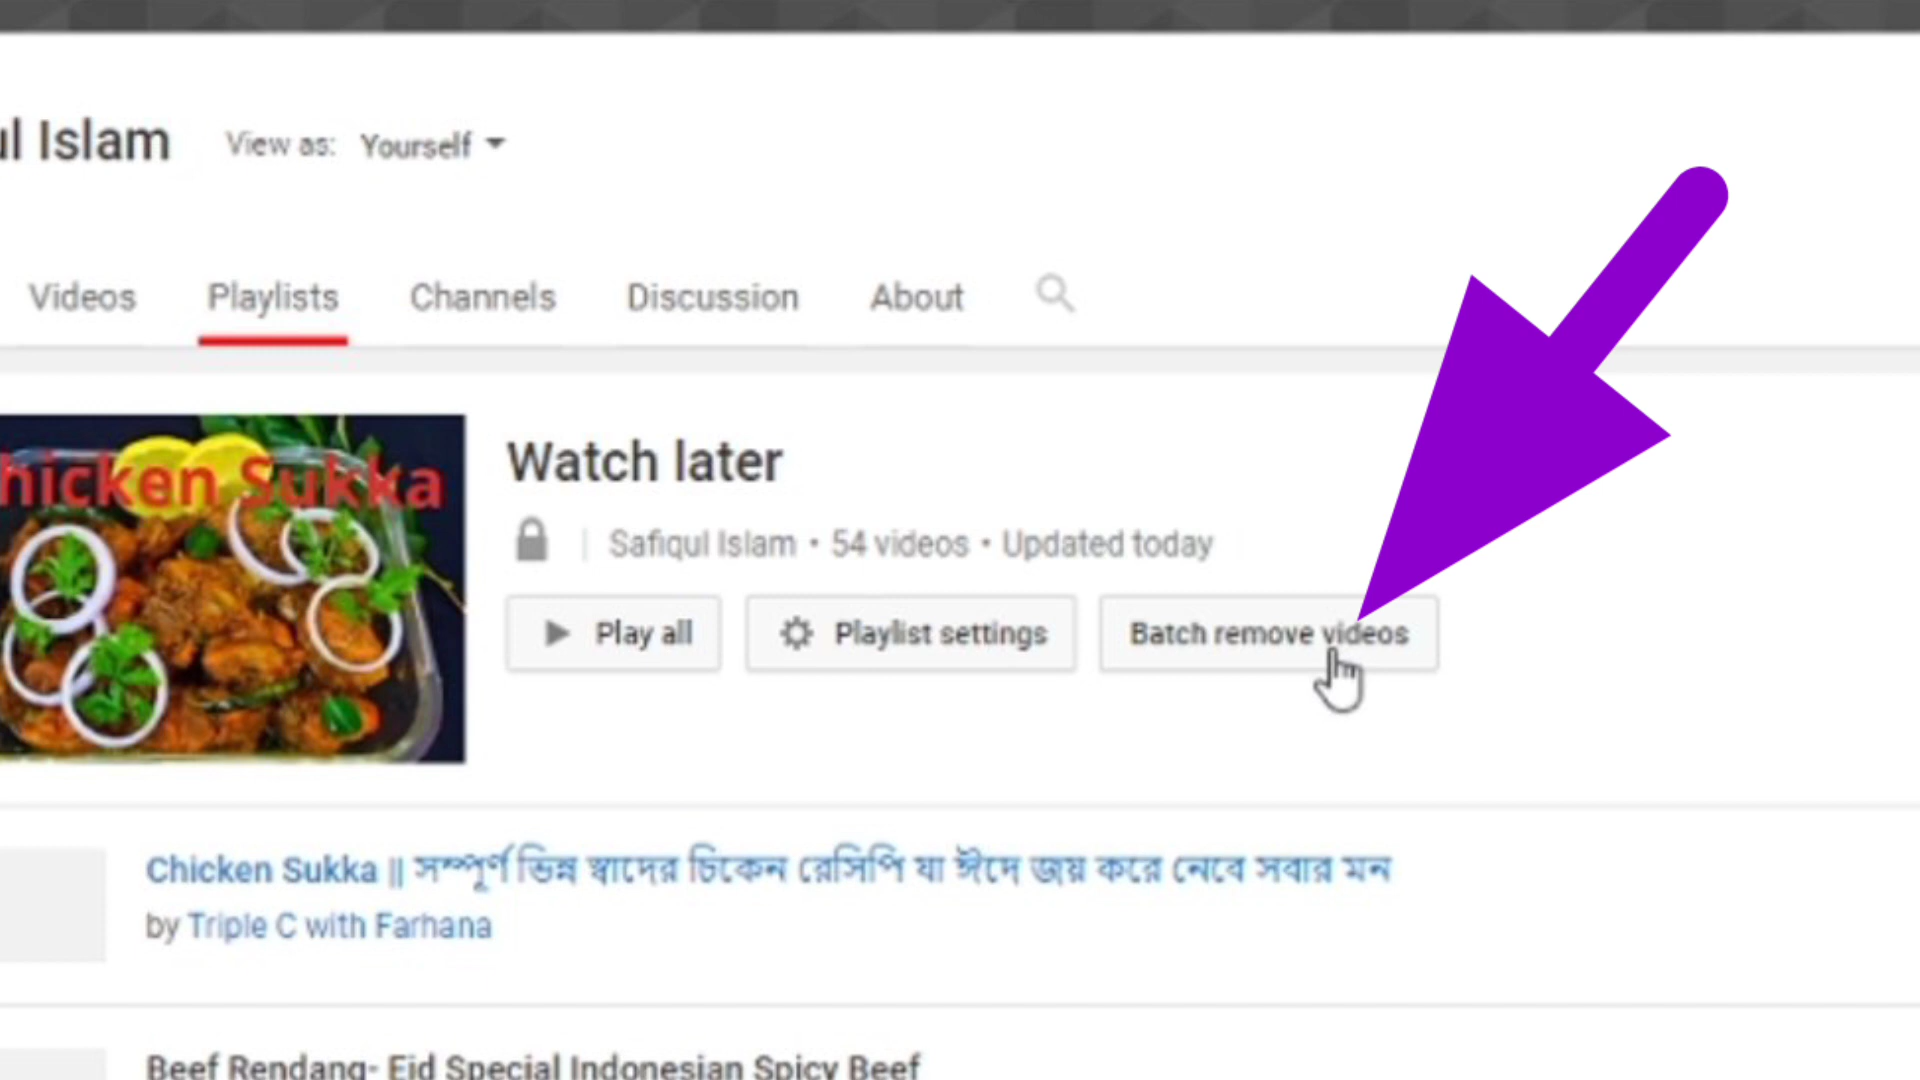 ul Islam View as: Yourself
Videos Playlists Channels Discussion About
hicken Sukka
Watch later
Safiqul Islam • 54 videos • Updated today
Play all Playlist settings Batch remove videos
Chicken Sukka || সম্পূর্ণ ভিন্ন স্বাদের চিকেন রেসিপি যা ঈদে জয় করে নেবে সবার মন
by Triple C with Farhana
Beef Rendang- Eid Special Indonesian Spicy Beef